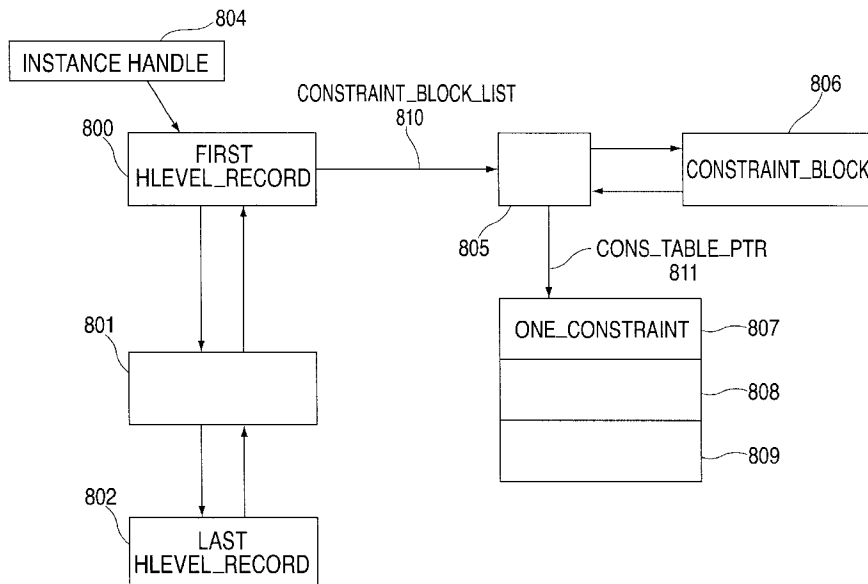 804
INSTANCE HANDLE
800
FIRST
HLEVEL_RECORD
CONSTRAINT_BLOCK_LIST
810
806
CONSTRAINT_BLOCK
805
CONS_TABLE_PTR
811
ONE_CONSTRAINT
807
808
809
801
802
LAST
HLEVEL_RECORD